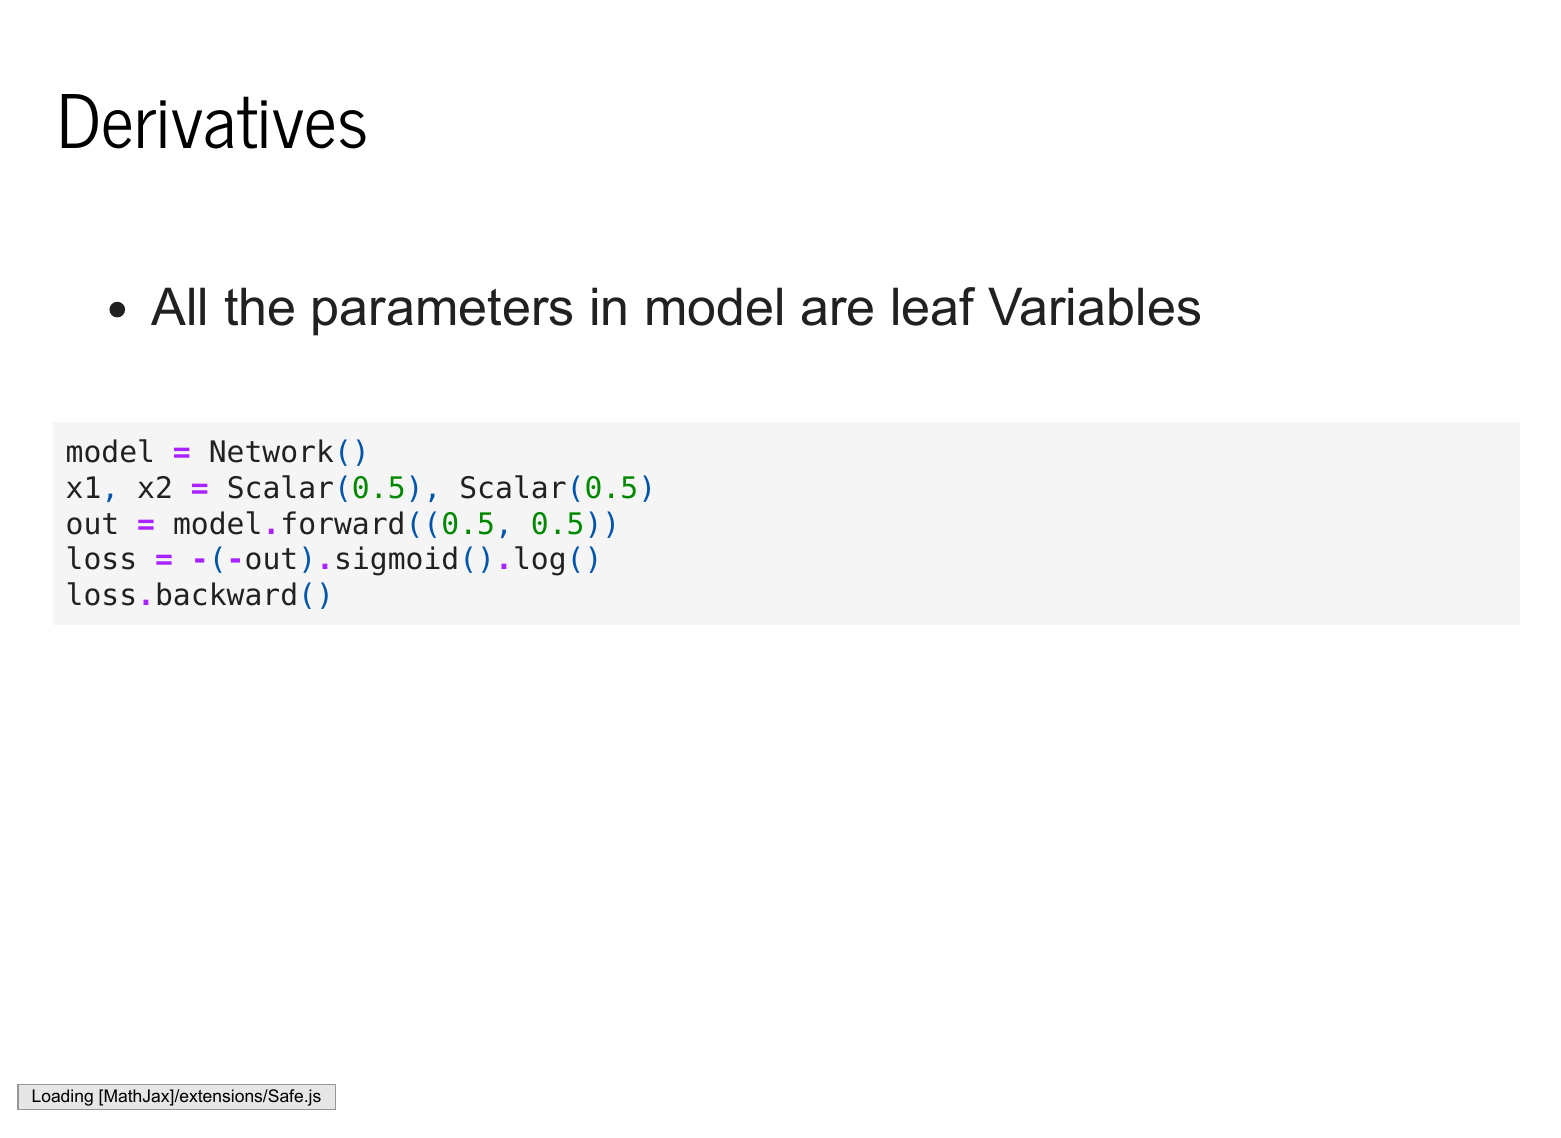 Derivatives
• All the parameters in model are leaf Variables
model = Network()
x1, x2 = Scalar(0.5), Scalar(0.5)
out = model.forward((0.5, 0.5))
loss = -(-out).sigmoid().log()
loss.backward()
Loading [MathJax]/extensions/Safe.js